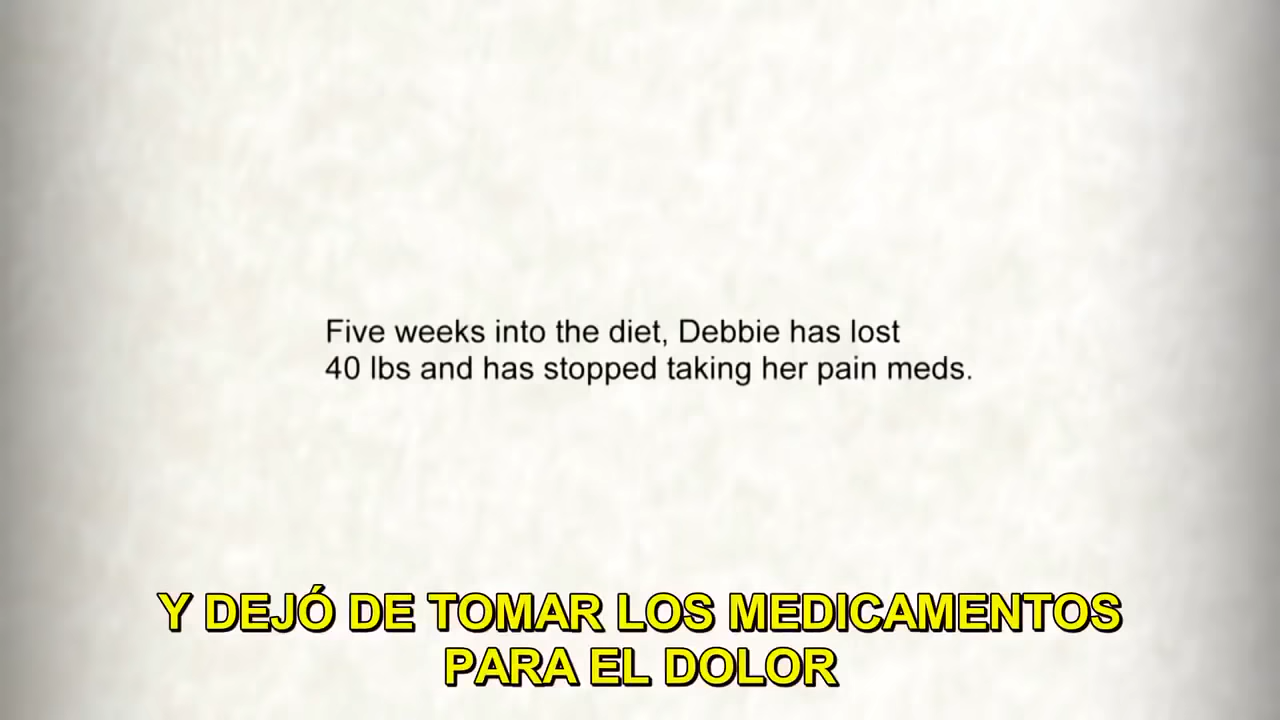 Five weeks into the diet, Debbie has lost
40 lbs and has stopped taking her pain meds.
Y DEJÓ DE TOMAR LOS MEDICAMENTOS
PARA EL DOLOR